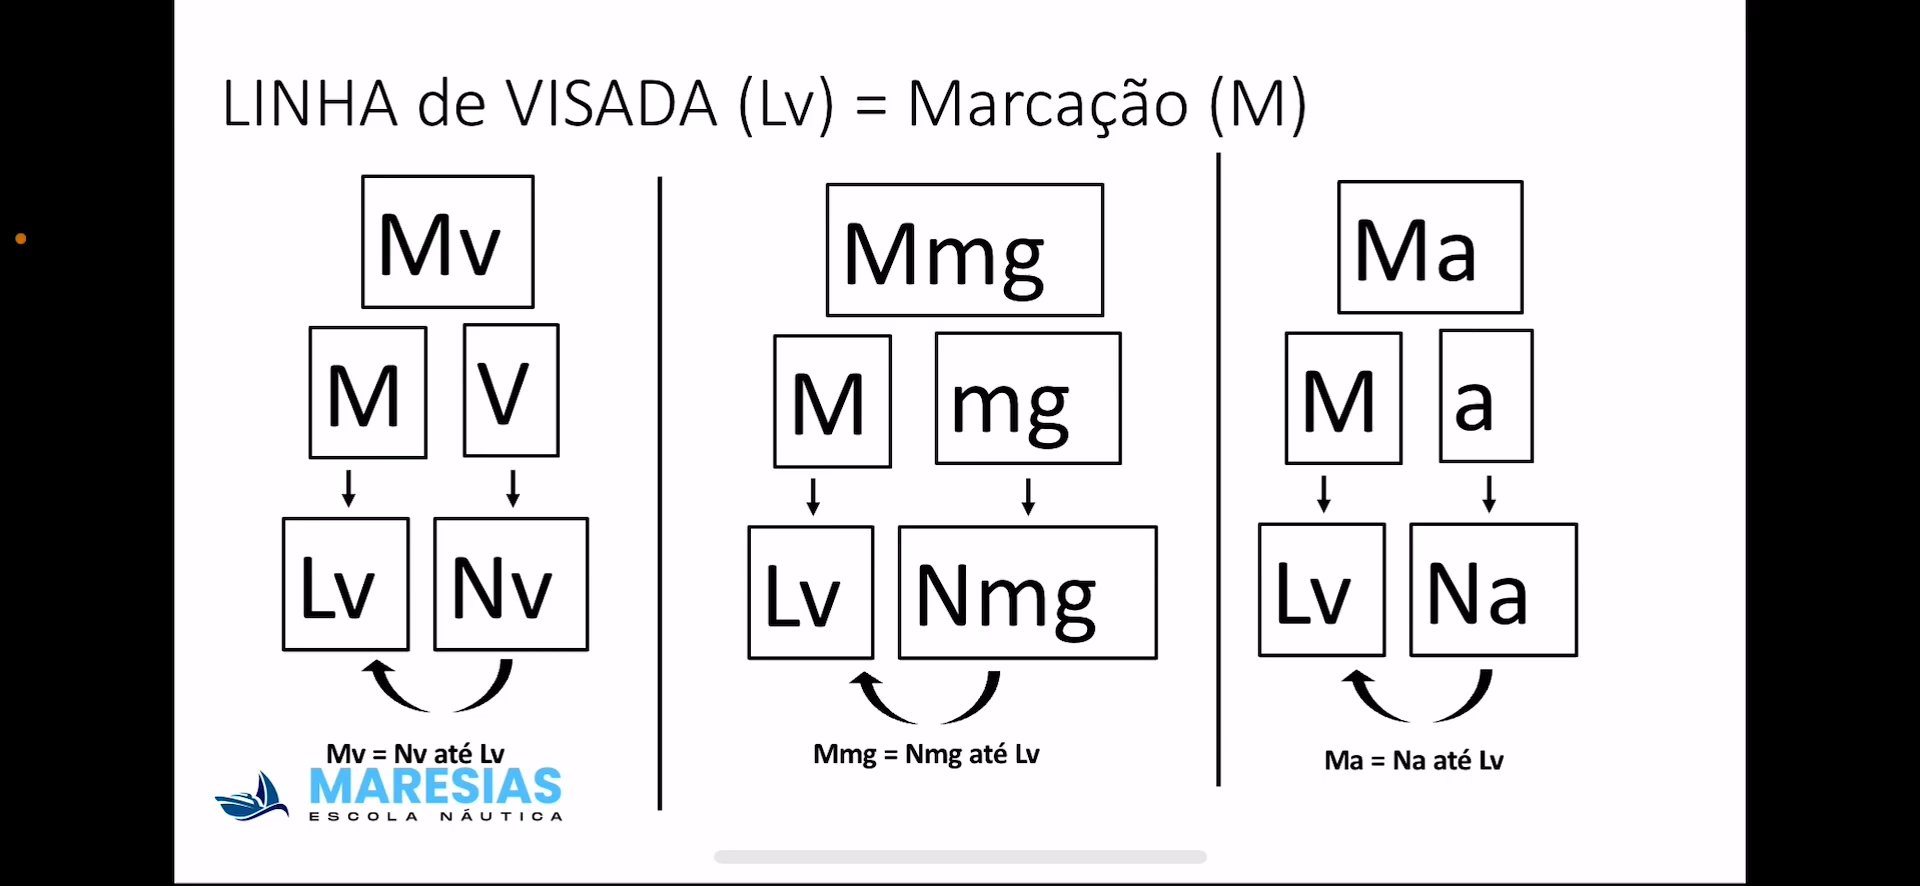 LINHA de VISADA (Lv) = Marcação (M)
Mv
M V
Lv Nv
Mv = Nv até Lv
Mmg
M mg
Lv Nmg
Mmg = Nmg até Lv
Ma
M a
Lv Na
Ma = Na até Lv
MARESIAS
ESCOLA NÁUTICA